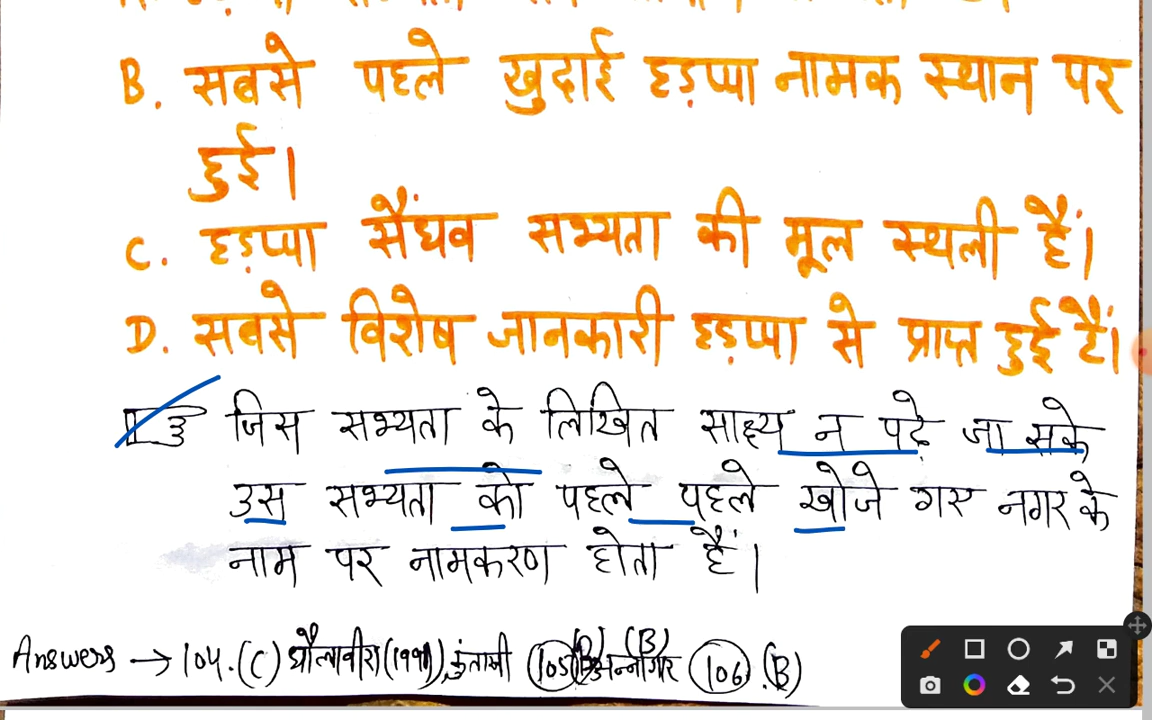 B. सबसे पहले खुदाई हड़प्पा नामक स्थान पर
हुई।
C. हड़प्पा सैंघव सभ्यता की मूल स्थली हैं।
D. सबसे विशेष जानकारी हड़प्पा से प्राप्त हुई हैं।
जिस सभ्यता के लिखित साक्ष्य न पढ़े जा सके
उस सभ्यता को पहले पहले खोजे गए नगर के
नाम पर नामकरण होता हैं।
Answers → 104. (C) धौलावीरा (1991), कुंतासी (105) (B) (B) (106). (B)